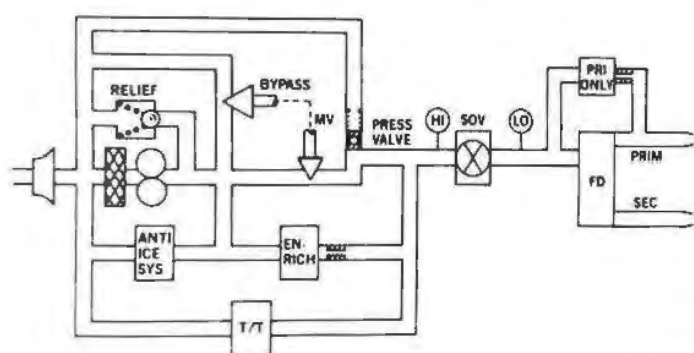 RELIEF
BYPASS
MV
PRESS
VALVE
HI
SOV
LO
PRI
ONLY
PRIM
FD
SEC
ANTI
ICE
SYS
EN-
RICH
T/T